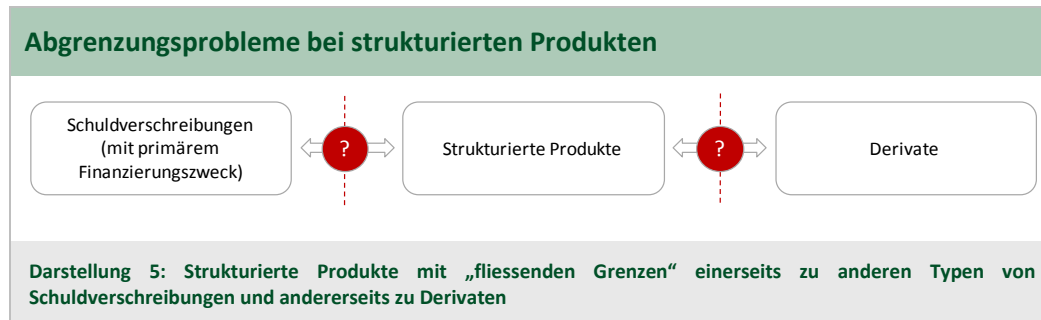 Abgrenzungsprobleme bei strukturierten Produkten
Schuldverschreibungen
(mit primärem
Finanzierungszweck)
?
Strukturierte Produkte
?
Derivate
Darstellung 5: Strukturierte Produkte mit „fliessenden Grenzen“ einerseits zu anderen Typen von
Schuldverschreibungen und andererseits zu Derivaten